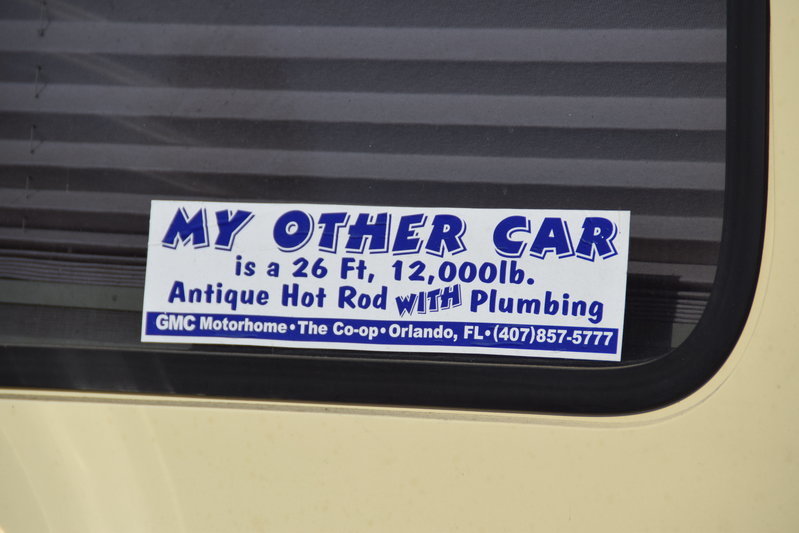 MY OTHER CAR
is a 26 Ft, 12,000lb.
Antique Hot Rod WITH Plumbing
GMC Motorhome • The Co-op • Orlando, FL • (407)857-5777